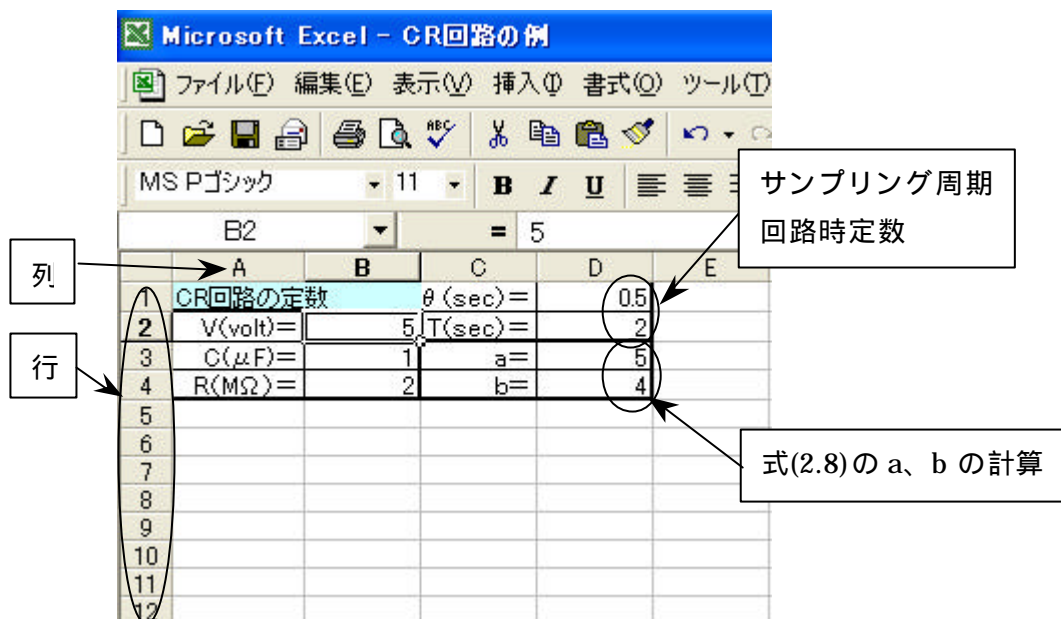 Microsoft Excel - CR回路の例
ファイル(F) 編集(E) 表示(V) 挿入(I) 書式(O) ツール(T)
ABC
MS Pゴシック 11 B I U
サンプリング周期
回路時定数
B2 = 5
列
A B C D E
1 CR回路の定数 θ(sec)= 0.5
2 V(volt)= 5 T(sec)= 2
3 C(μF)= 1 a= 5
行
4 R(MΩ)= 2 b= 4
5
6
式(2.8)の a、b の計算
7
8
9
10
11
12